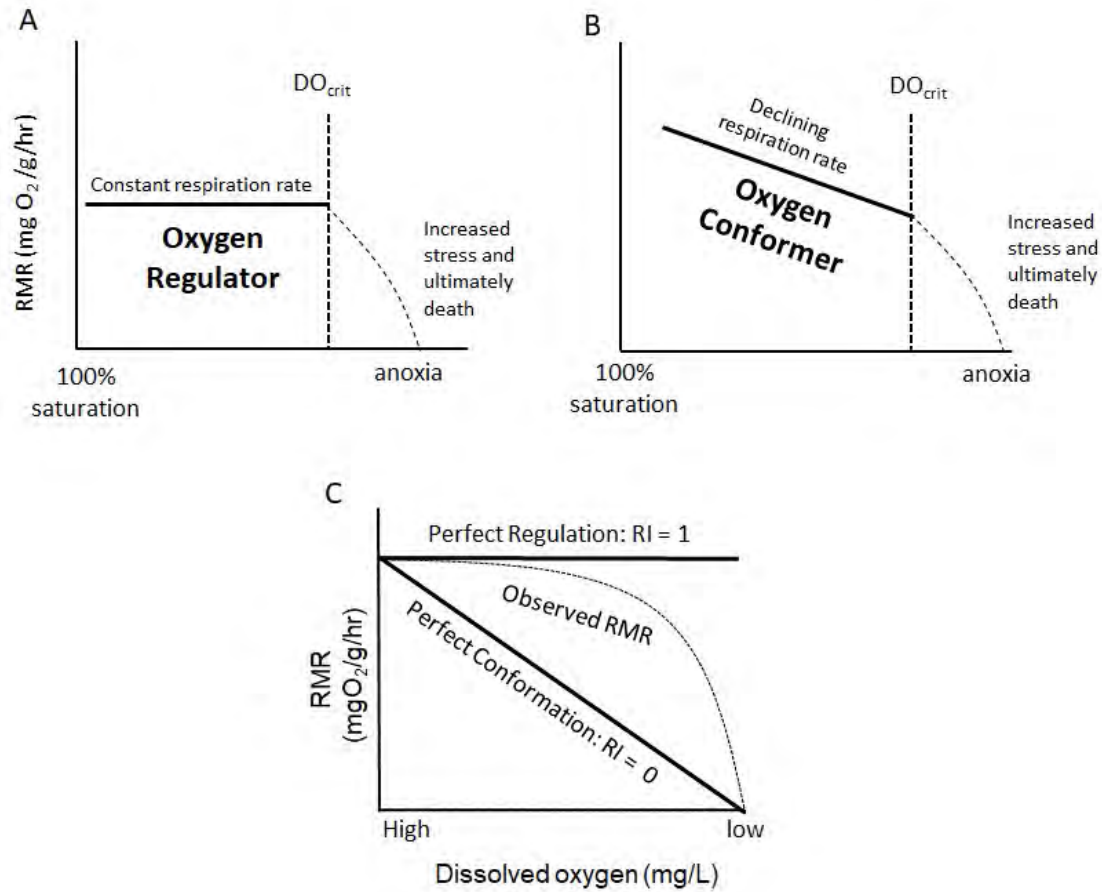 A
DO_crit
RMR (mg O₂/g/hr)
Constant respiration rate
Oxygen
Regulator
Increased
stress and
ultimately
death
100%
saturation
anoxia
B
DO_crit
Declining
respiration rate
Oxygen
Conformer
Increased
stress and
ultimately
death
100%
saturation
anoxia
C
Perfect Regulation: RI = 1
Observed RMR
Perfect Conformation: RI = 0
RMR
(mgO₂/g/hr)
High
low
Dissolved oxygen (mg/L)